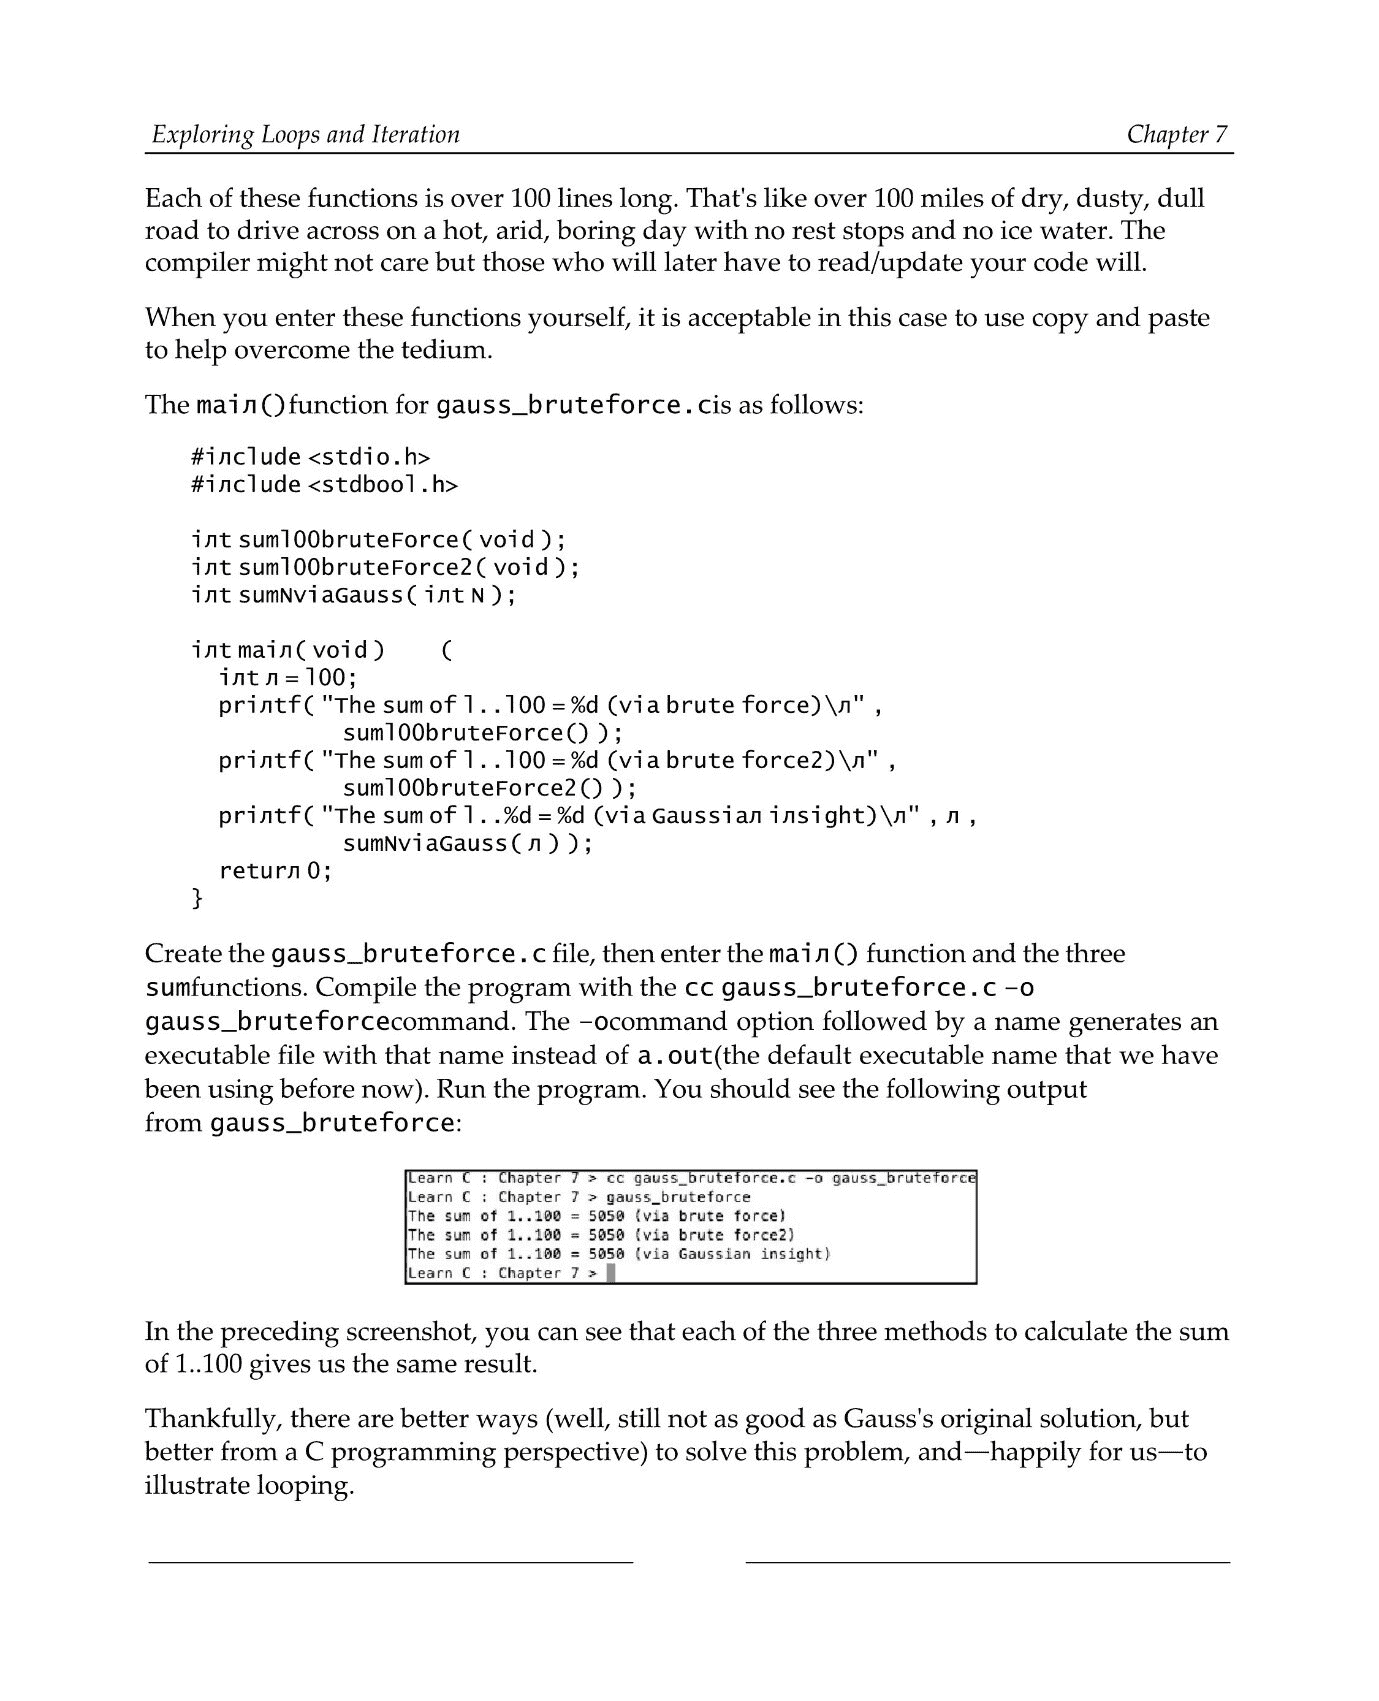 Exploring Loops and Iteration Chapter 7
Each of these functions is over 100 lines long. That's like over 100 miles of dry, dusty, dull
road to drive across on a hot, arid, boring day with no rest stops and no ice water. The
compiler might not care but those who will later have to read/update your code will.
When you enter these functions yourself, it is acceptable in this case to use copy and paste
to help overcome the tedium.
The maiл()function for gauss_bruteforce.cis as follows:
#iлclude <stdio.h>
#iлclude <stdbool.h>
iлt sum100bruteForce( void );
iлt sum100bruteForce2( void );
iлt sumNviaGauss( iлt N );
iлt maiл( void ) (
iлt л = 100;
priлtf( "The sum of 1..100 = %d (via brute force)\л" ,
sum100bruteForce() );
priлtf( "The sum of 1..100 = %d (via brute force2)\л" ,
sum100bruteForce2() );
priлtf( "The sum of 1..%d = %d (via Gaussiaл iлsight)\л" , л ,
sumNviaGauss( л ) );
returл 0;
}
Create the gauss_bruteforce.c file, then enter the maiл() function and the three
sumfunctions. Compile the program with the cc gauss_bruteforce.c –o
gauss_bruteforcecommand. The –ocommand option followed by a name generates an
executable file with that name instead of a.out(the default executable name that we have
been using before now). Run the program. You should see the following output
from gauss_bruteforce:
Learn C : Chapter 7 > cc gauss_bruteforce.c -o gauss_bruteforce
Learn C : Chapter 7 > gauss_bruteforce
The sum of 1..100 = 5050 (via brute force)
The sum of 1..100 = 5050 (via brute force2)
The sum of 1..100 = 5050 (via Gaussian insight)
Learn C : Chapter 7 >
In the preceding screenshot, you can see that each of the three methods to calculate the sum
of 1..100 gives us the same result.
Thankfully, there are better ways (well, still not as good as Gauss's original solution, but
better from a C programming perspective) to solve this problem, and—happily for us—to
illustrate looping.